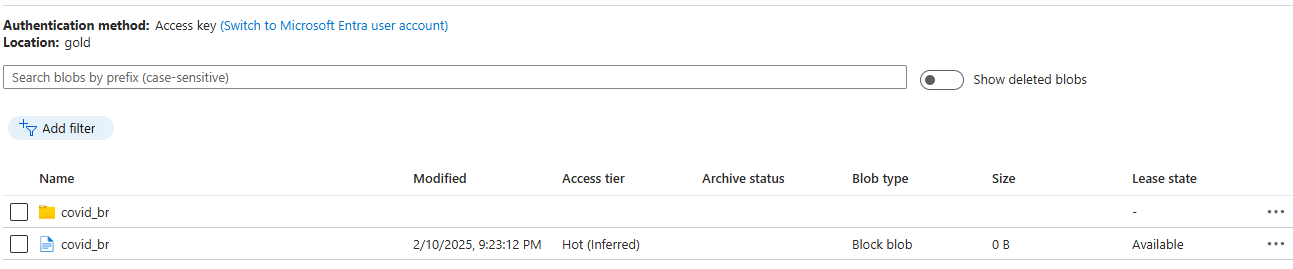 Authentication method: Access key (Switch to Microsoft Entra user account)
Location: gold
Search blobs by prefix (case-sensitive)
Show deleted blobs
Add filter
Name Modified Access tier Archive status Blob type Size Lease state
covid_br - •••
covid_br 2/10/2025, 9:23:12 PM Hot (Inferred) Block blob 0 B Available •••